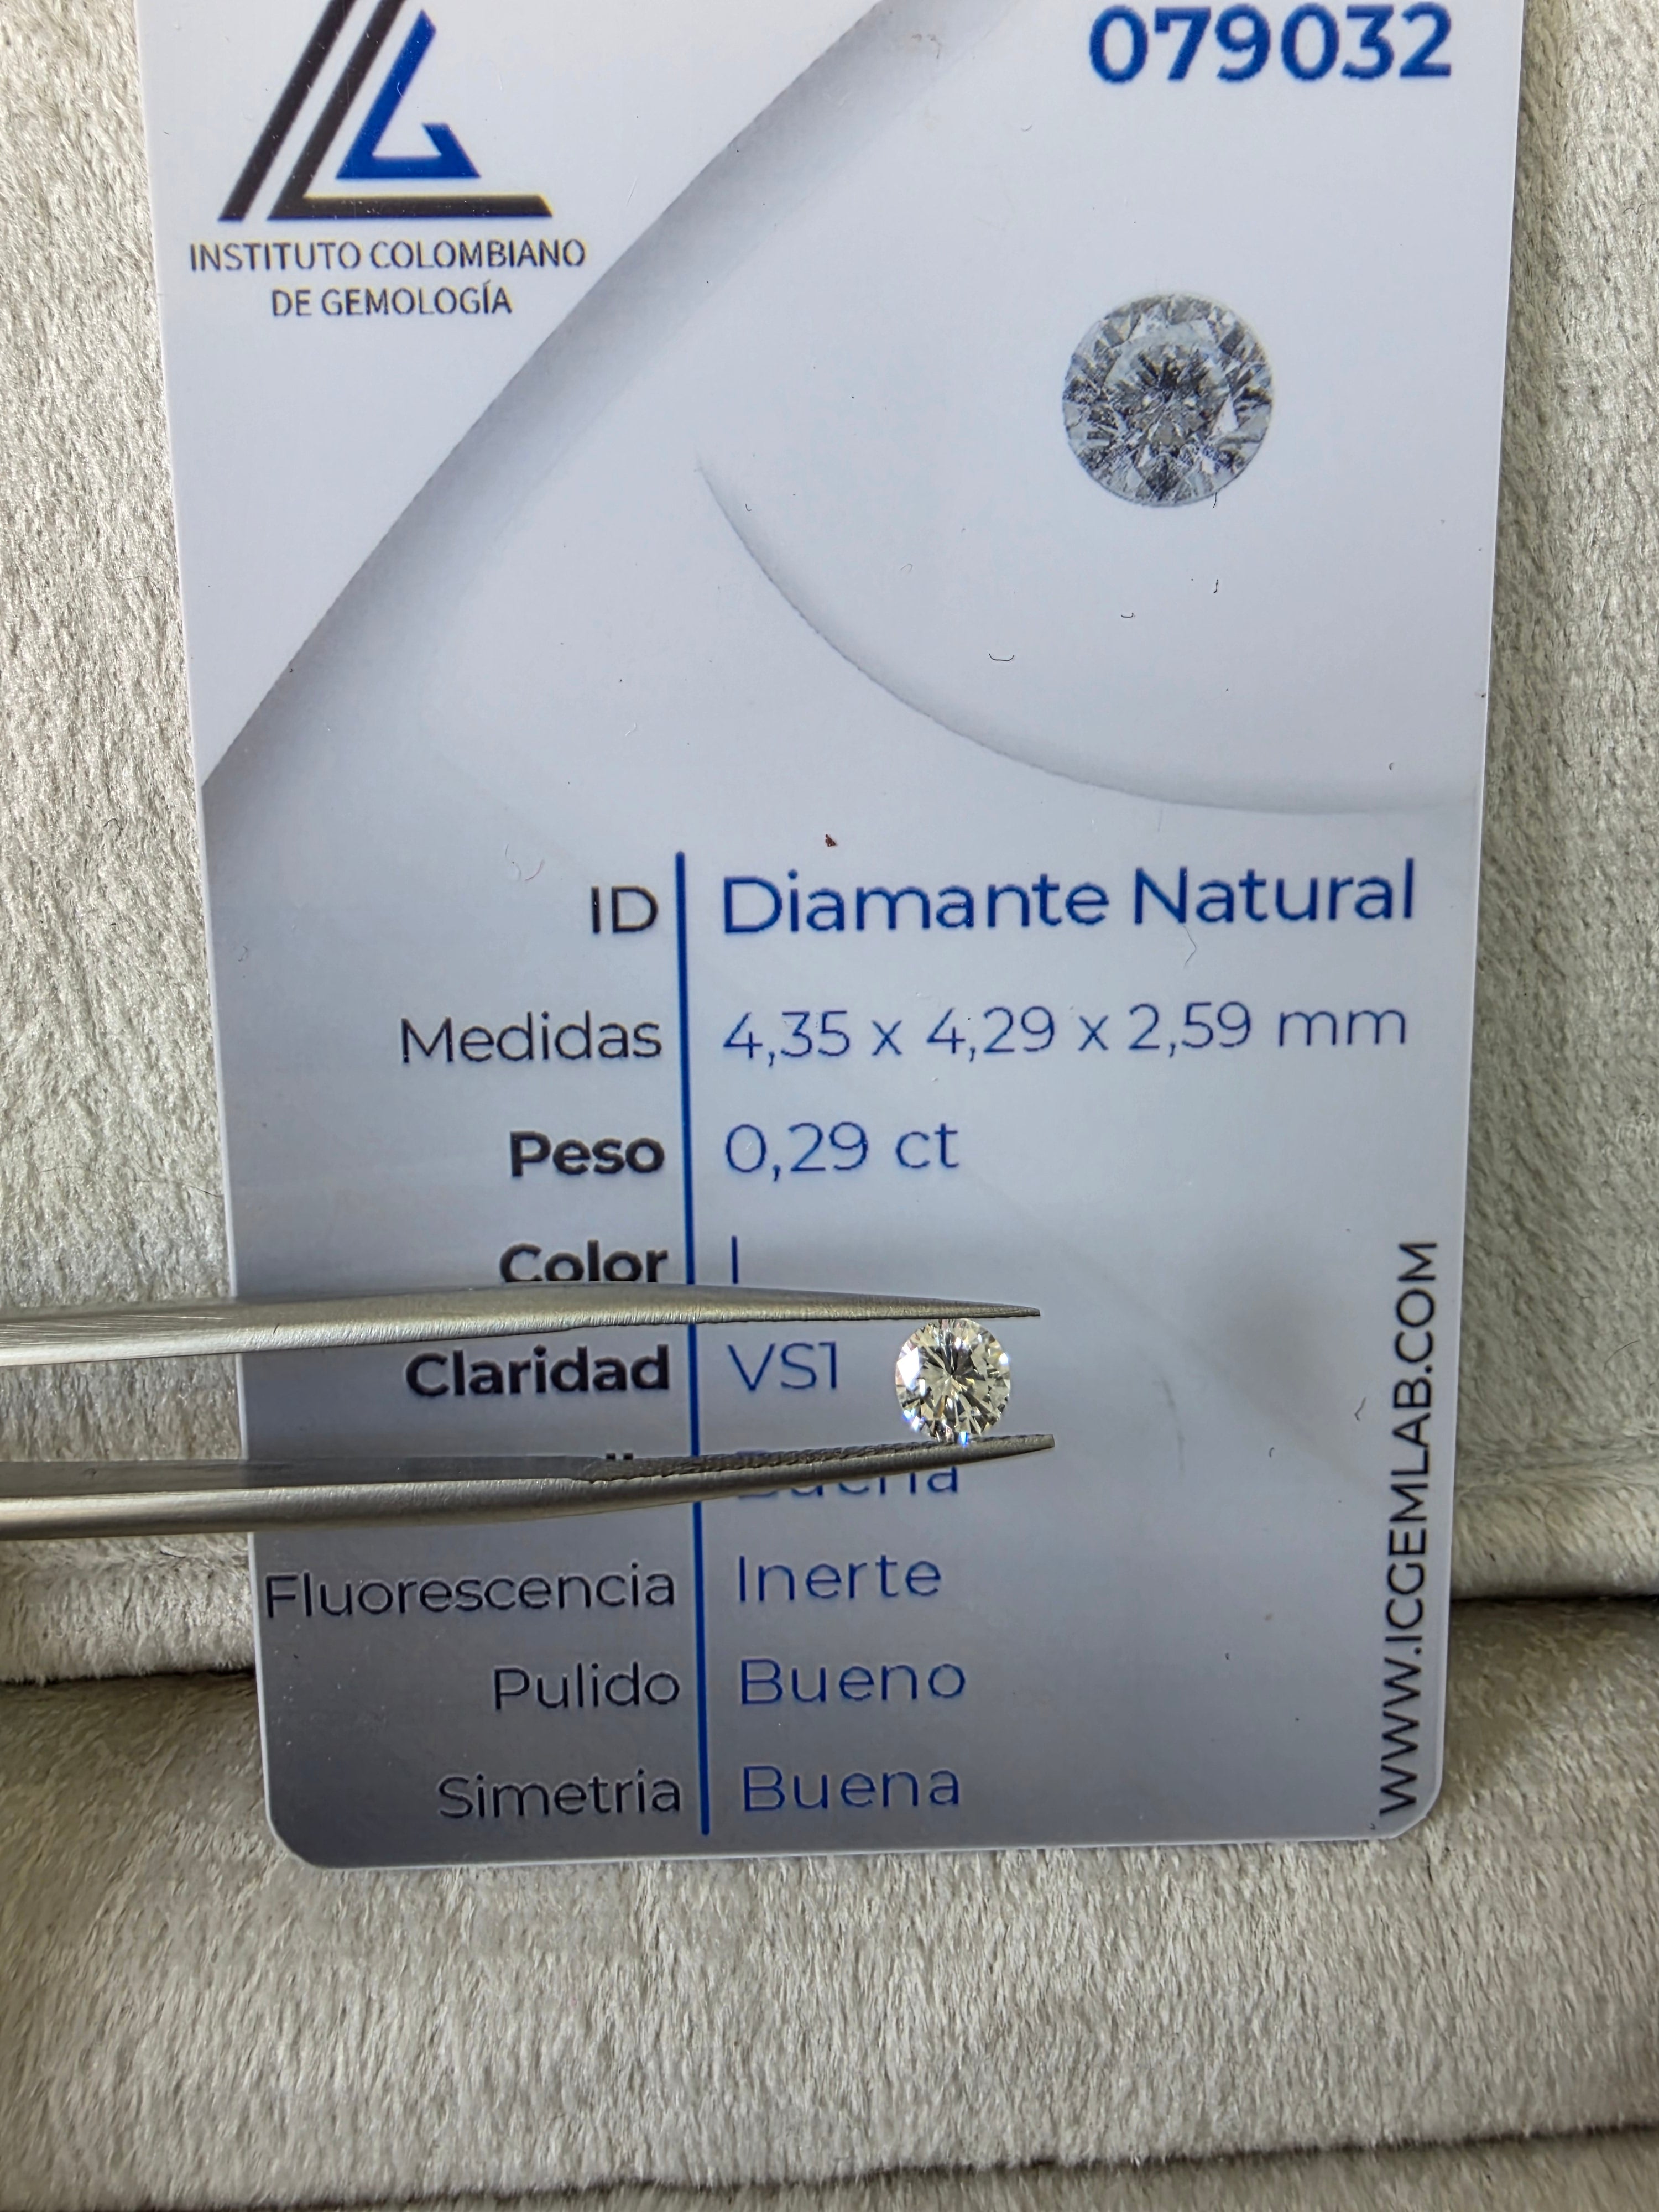 079032
INSTITUTO COLOMBIANO
DE GEMOLOGÍA
ID Diamante Natural
Medidas 4,35 x 4,29 x 2,59 mm
Peso 0,29 ct
Color
Claridad VS1
Buena
Fluorescencia Inerte
Pulido Bueno
Simetria Buena
WWW.ICGEMLAB.COM